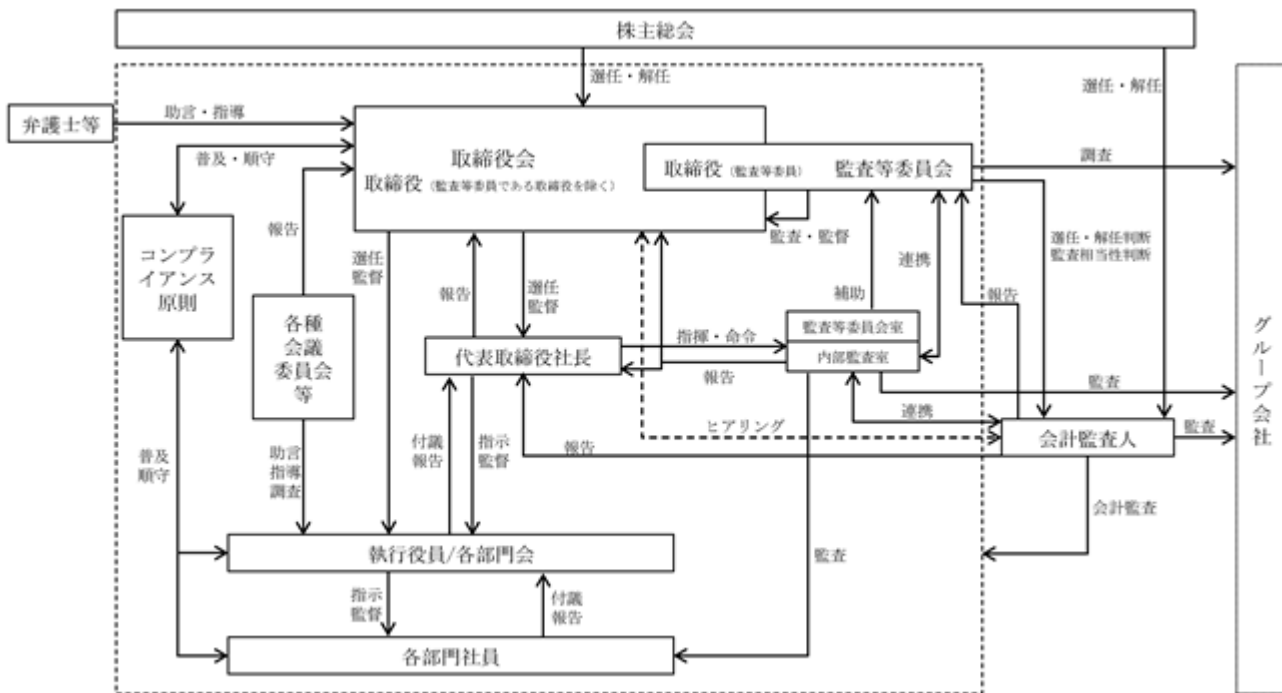 株主総会
選任・解任
選任・解任
弁護士等
助言・指導
普及・順守
取締役会
取締役（監査等委員である取締役を除く）
取締役（監査等委員）
監査等委員会
調査
報告
監査・監督
選任・解任判断
監査相当性判断
コンプラ
イアンス
原則
選任
監督
報告
選任
監督
連携
補助
報告
各種
会議
委員会
等
監査等委員会室
内部監査室
指揮・命令
代表取締役社長
報告
監査
グループ会社
連携
ヒアリング
会計監査人
監査
付議
報告
指示
監督
報告
普及
順守
助言
指導
調査
会計監査
執行役員/各部門会
監査
指示
監督
付議
報告
各部門社員